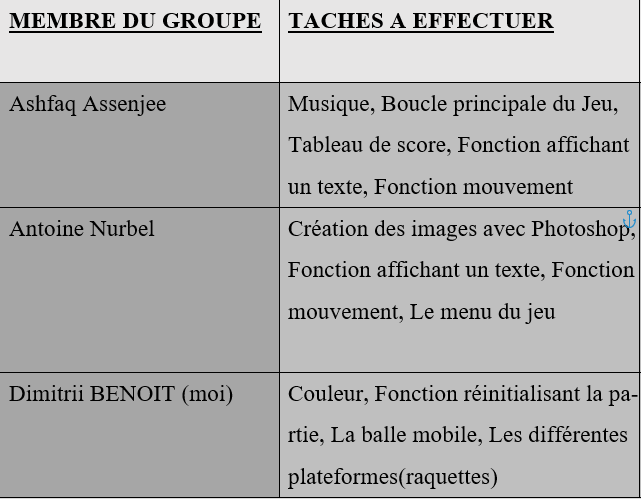 MEMBRE DU GROUPE
TACHES A EFFECTUER
Ashfaq Assenjee
Musique, Boucle principale du Jeu,
Tableau de score, Fonction affichant
un texte, Fonction mouvement
Antoine Nurbel
Création des images avec Photoshop,
Fonction affichant un texte, Fonction
mouvement, Le menu du jeu
Dimitrii BENOIT (moi)
Couleur, Fonction réinitialisant la pa-
rtie, La balle mobile, Les différentes
plateformes(raquettes)